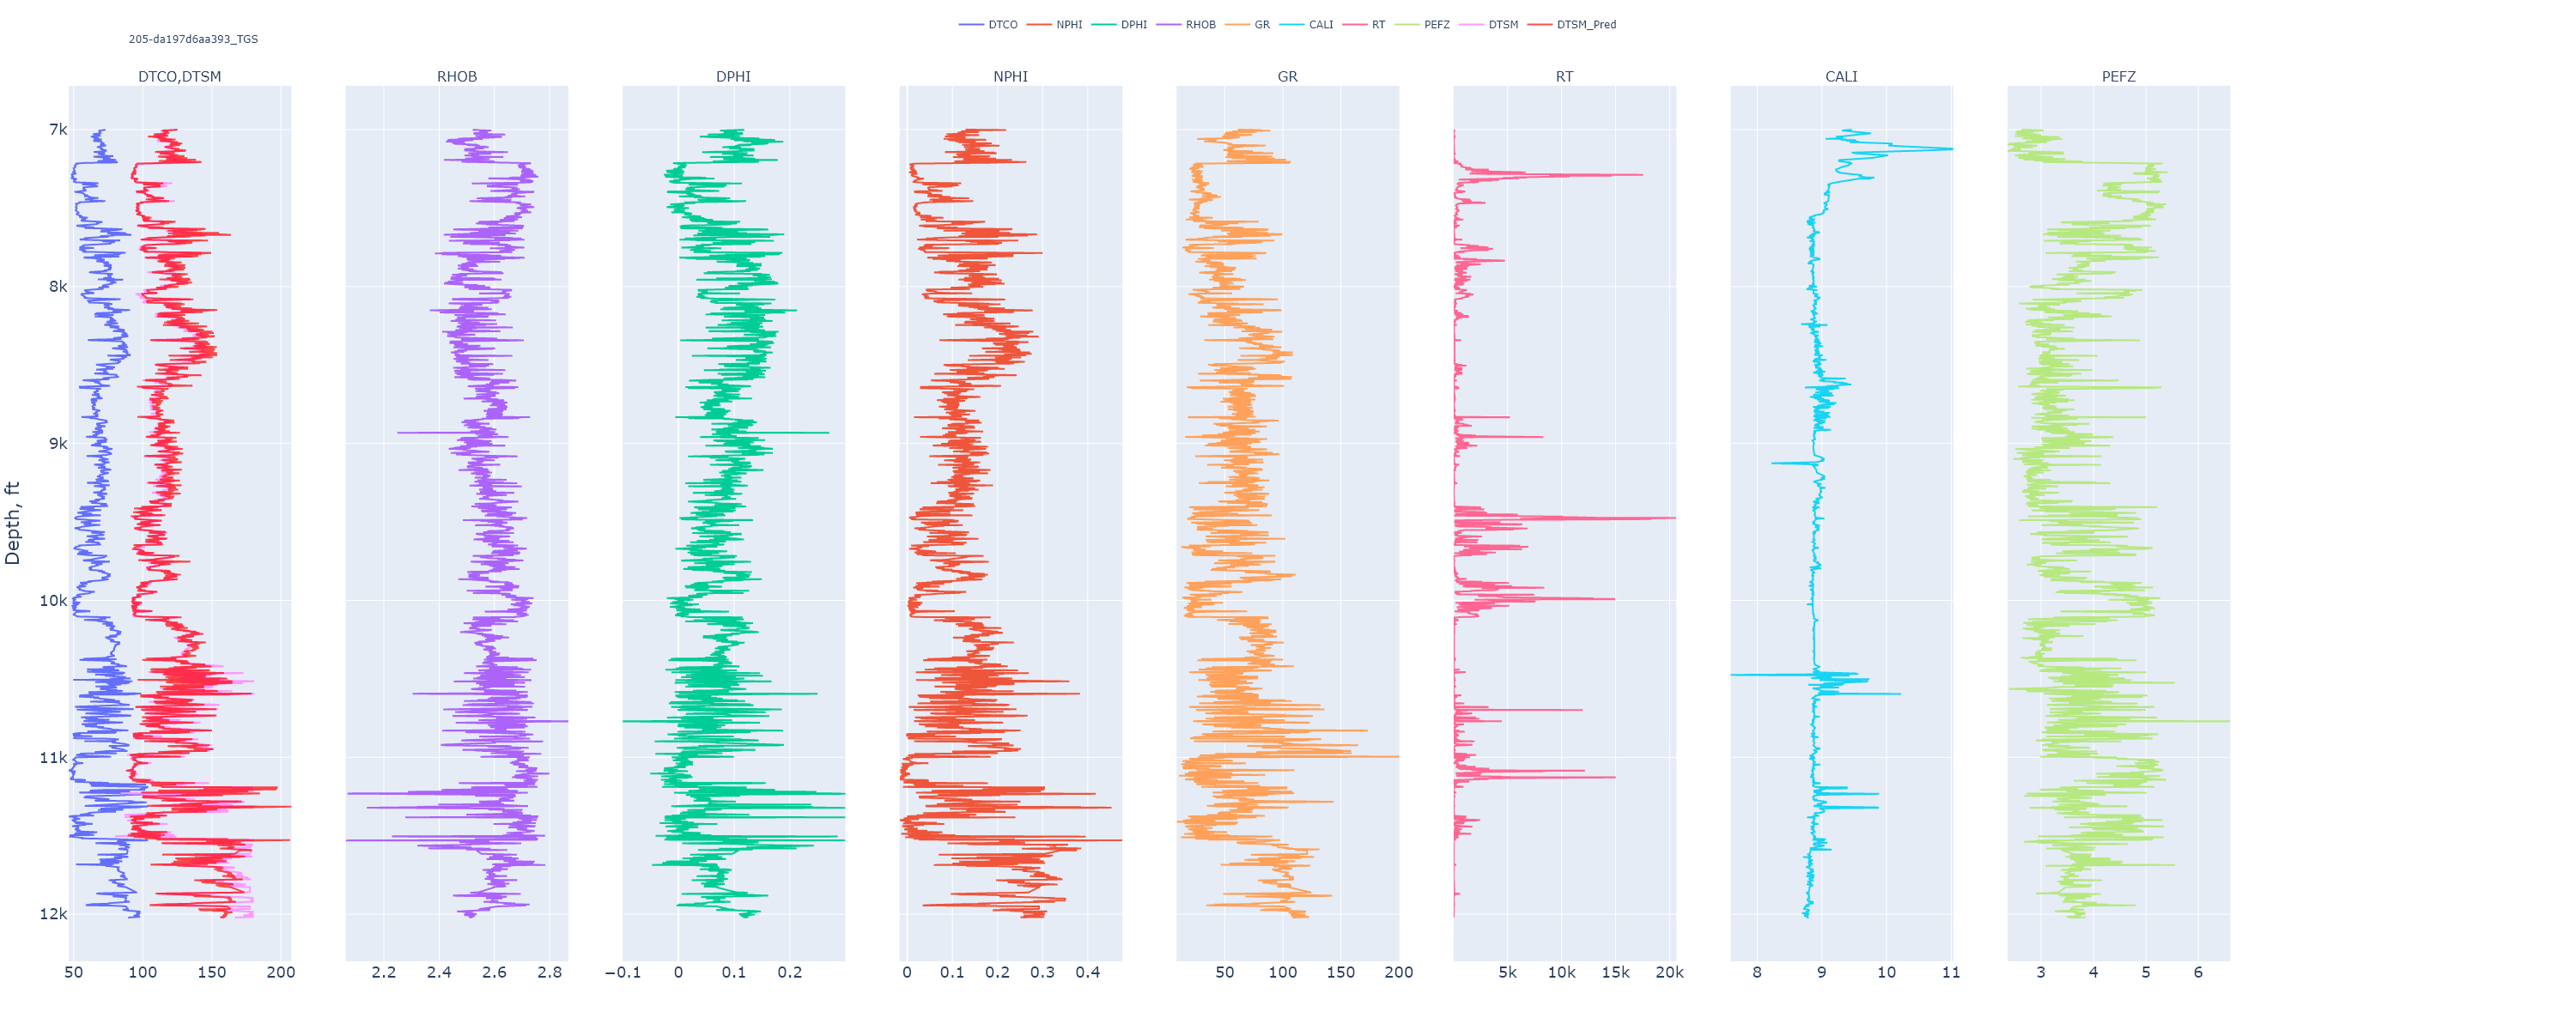 DTCO NPHI DPHI RHOB GR CALI RT PEFZ DTSM DTSM_Pred
205-da197d6aa393_TGS
DTCO,DTSM RHOB DPHI NPHI GR RT CALI PEFZ
7k
8k
9k
Depth, ft
10k
11k
12k
50 100 150 200 2.2 2.4 2.6 2.8 −0.1 0 0.1 0.2 0 0.1 0.2 0.3 0.4 50 100 150 200 5k 10k 15k 20k 8 9 10 11 3 4 5 6